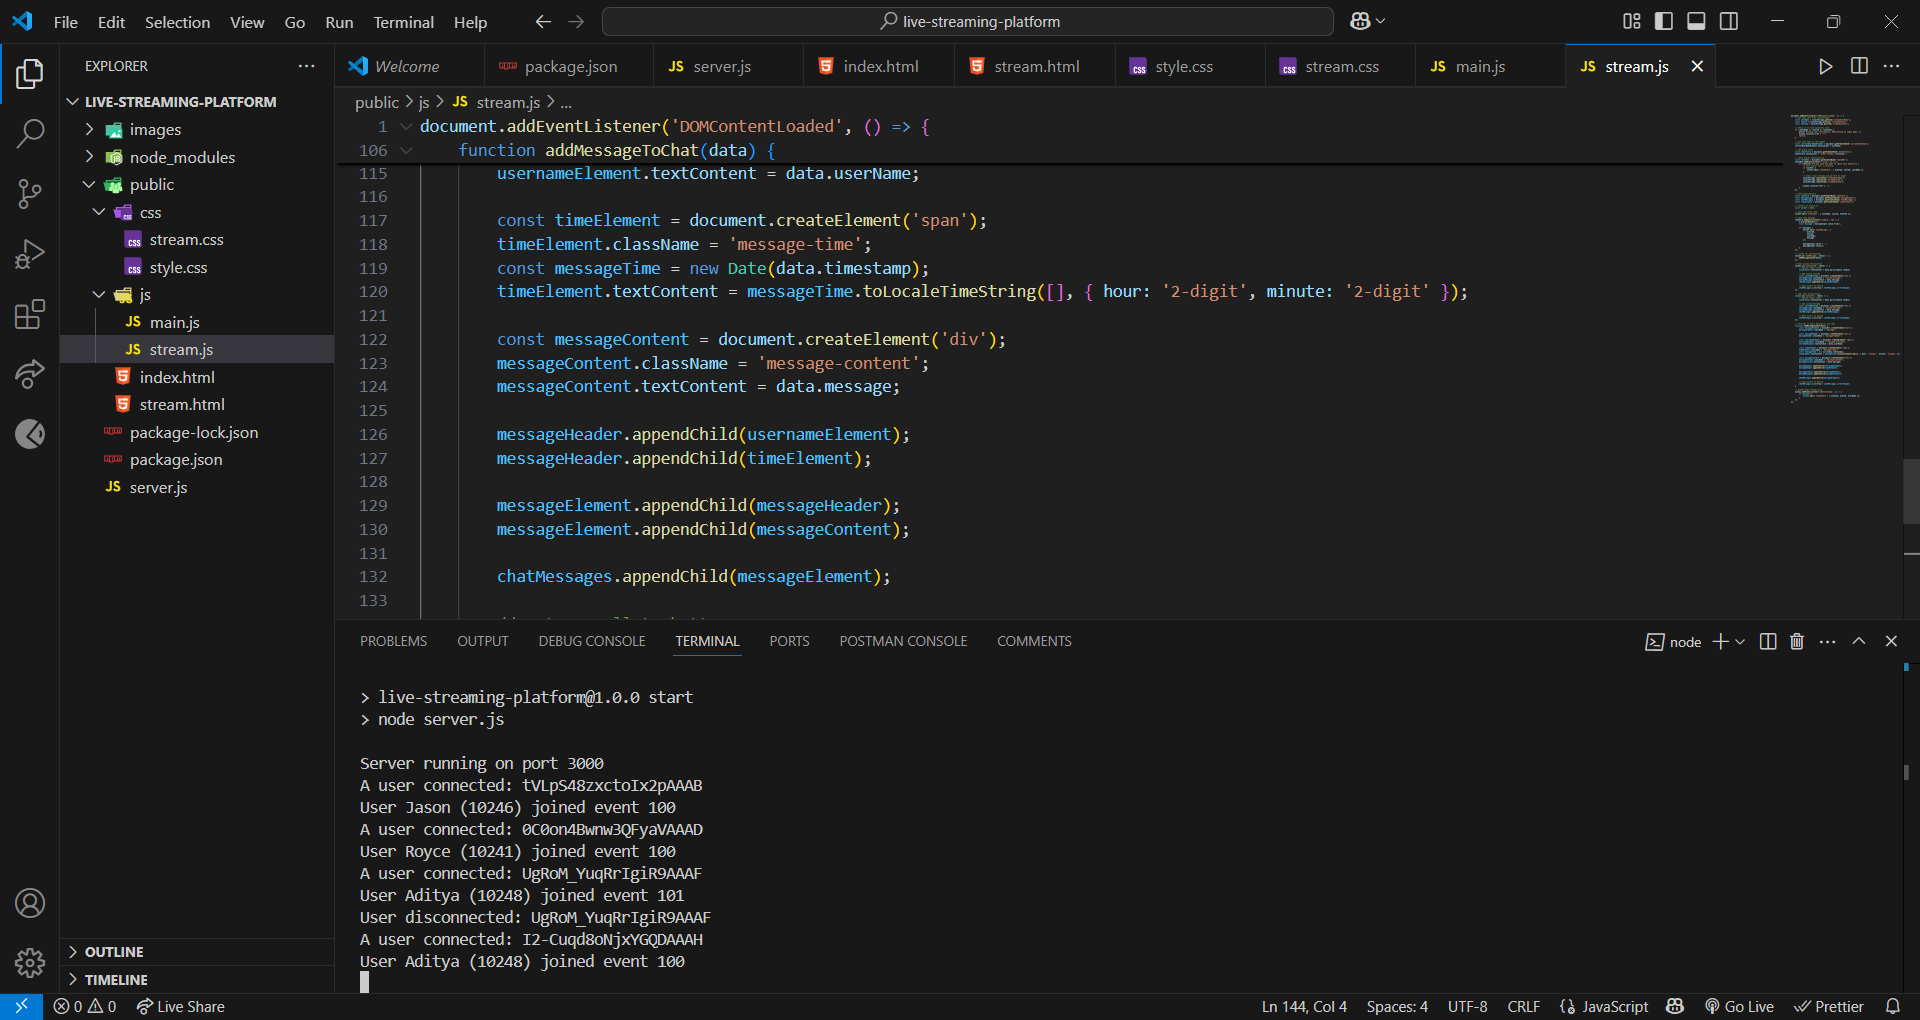 File Edit Selection View Go Run Terminal Help
live-streaming-platform
EXPLORER
LIVE-STREAMING-PLATFORM
images
node_modules
public
css
stream.css
style.css
js
JS main.js
JS stream.js
index.html
stream.html
package-lock.json
package.json
JS server.js
OUTLINE
TIMELINE
Welcome package.json JS server.js index.html stream.html style.css stream.css JS main.js JS stream.js
public > js > JS stream.js > ...
1 document.addEventListener('DOMContentLoaded', () => {
106 function addMessageToChat(data) {
115 usernameElement.textContent = data.userName;
116
117 const timeElement = document.createElement('span');
118 timeElement.className = 'message-time';
119 const messageTime = new Date(data.timestamp);
120 timeElement.textContent = messageTime.toLocaleTimeString([], { hour: '2-digit', minute: '2-digit' });
121
122 const messageContent = document.createElement('div');
123 messageContent.className = 'message-content';
124 messageContent.textContent = data.message;
125
126 messageHeader.appendChild(usernameElement);
127 messageHeader.appendChild(timeElement);
128
129 messageElement.appendChild(messageHeader);
130 messageElement.appendChild(messageContent);
131
132 chatMessages.appendChild(messageElement);
133
PROBLEMS OUTPUT DEBUG CONSOLE TERMINAL PORTS POSTMAN CONSOLE COMMENTS
node
> live-streaming-platform@1.0.0 start
> node server.js
Server running on port 3000
A user connected: tVLpS48zxctoIx2pAAAB
User Jason (10246) joined event 100
A user connected: 0C0on4Bwnw3QFyaVAAAD
User Royce (10241) joined event 100
A user connected: UgRoM_YuqRrIgiR9AAAF
User Aditya (10248) joined event 101
User disconnected: UgRoM_YuqRrIgiR9AAAF
A user connected: I2-Cuqd8oNjxYGQDAAAH
User Aditya (10248) joined event 100
0 0 Live Share
Ln 144, Col 4 Spaces: 4 UTF-8 CRLF JavaScript Go Live Prettier